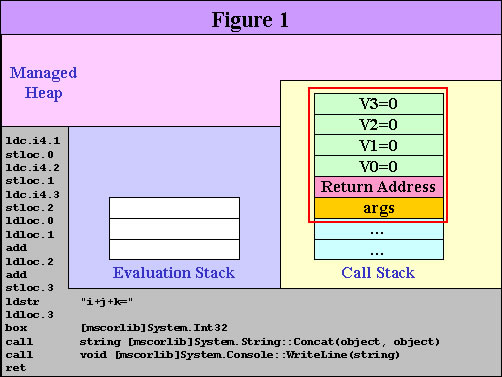 Figure 1
Managed
Heap
V3=0
V2=0
V1=0
V0=0
Return Address
args
...
...
Call Stack
Evaluation Stack
ldc.i4.1
stloc.0
ldc.i4.2
stloc.1
ldc.i4.3
stloc.2
ldloc.0
ldloc.1
add
ldloc.2
add
stloc.3
ldstr "i+j+k="
ldloc.3
box [mscorlib]System.Int32
call string [mscorlib]System.String::Concat(object, object)
call void [mscorlib]System.Console::WriteLine(string)
ret